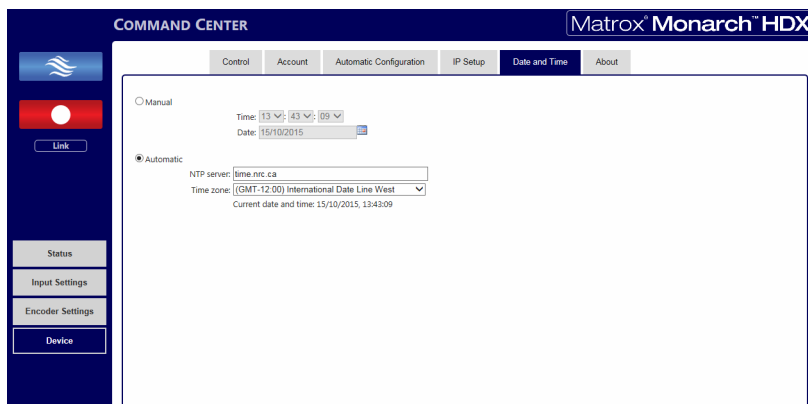 COMMAND CENTER
Matrox® Monarch™ HDX
Control Account Automatic Configuration IP Setup Date and Time About
Link
Status
Input Settings
Encoder Settings
Device
Manual
Time: 13 : 43 : 09
Date: 15/10/2015
Automatic
NTP server: time.nrc.ca
Time zone: (GMT-12:00) International Date Line West
Current date and time: 15/10/2015, 13:43:09